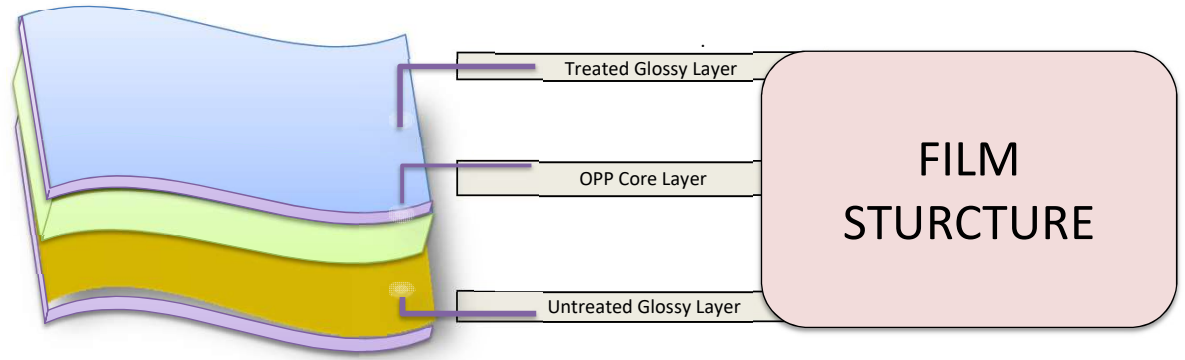 Treated Glossy Layer
OPP Core Layer
Untreated Glossy Layer
FILM
STURCTURE